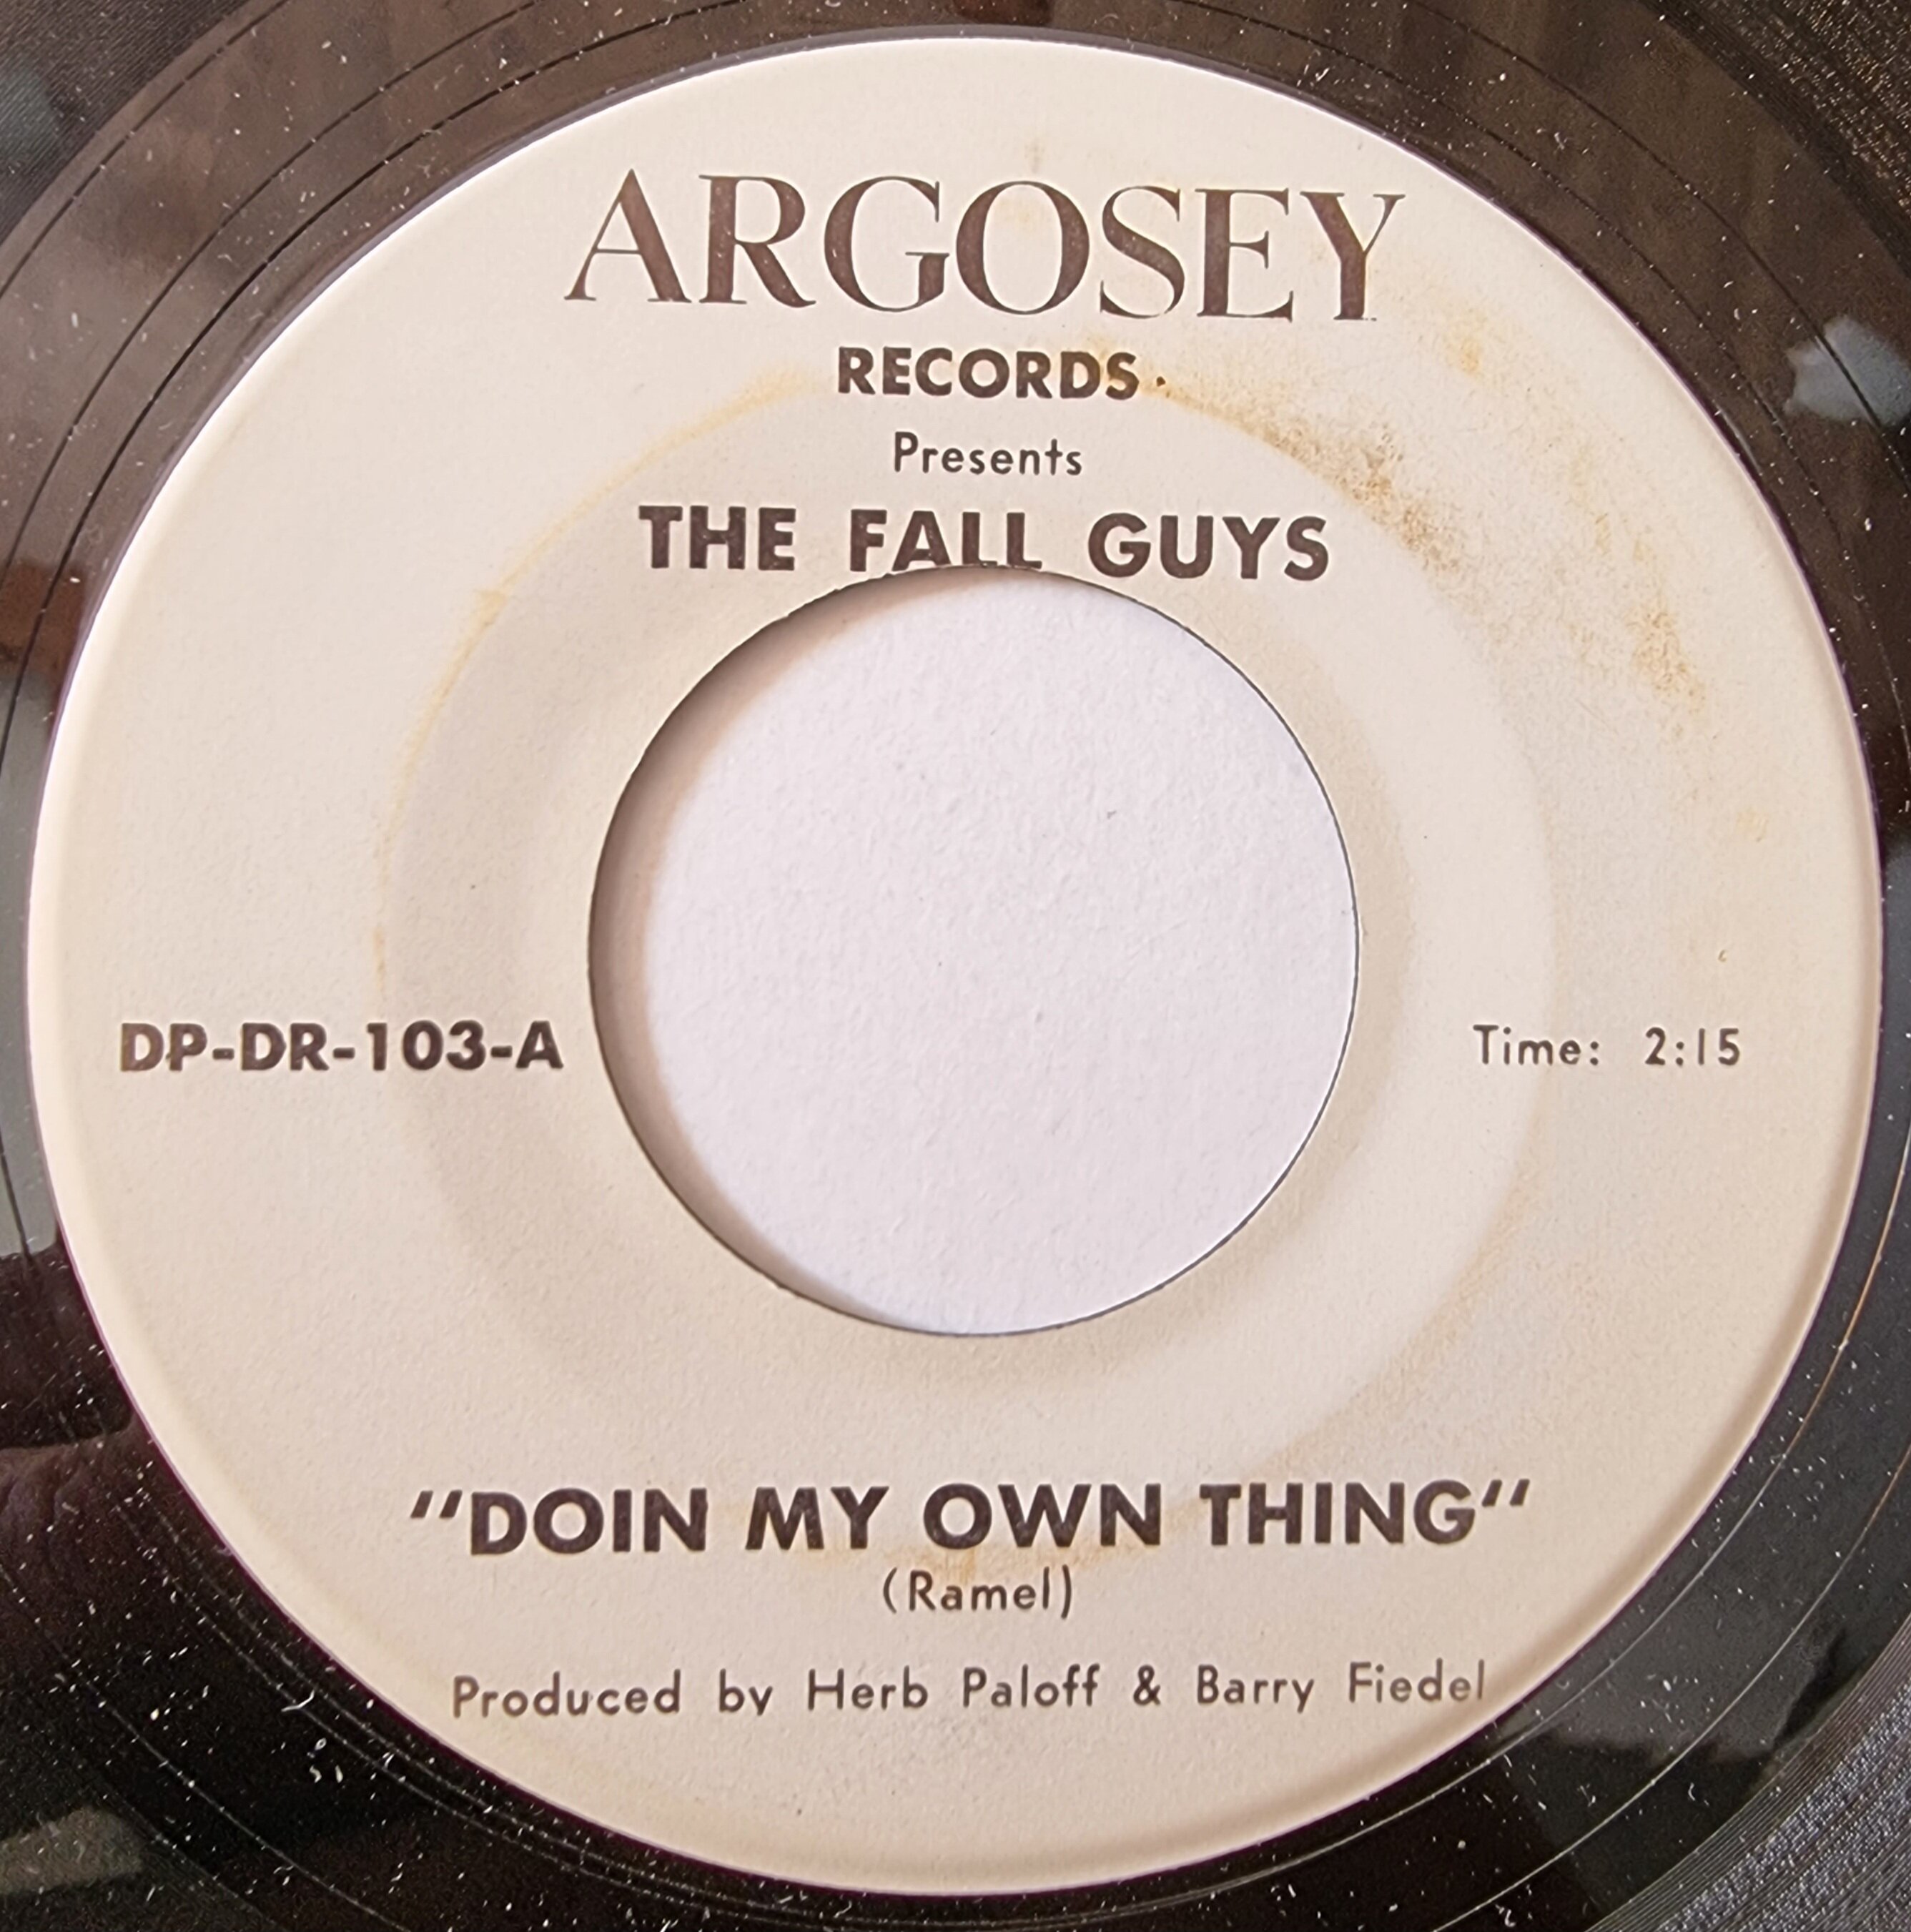 ARGOSEY
RECORDS.
Presents
THE FALL GUYS
DP-DR-103-A
Time: 2:15
"DOIN MY OWN THING"
(Ramel)
Produced by Herb Paloff & Barry Fiedel